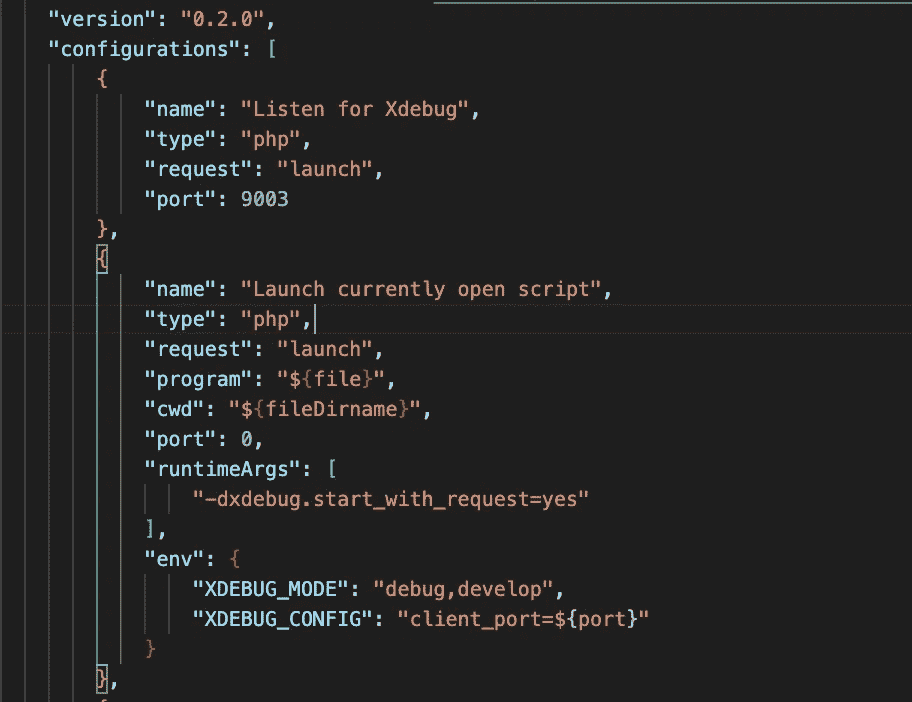 "version": "0.2.0",
"configurations": [
{
"name": "Listen for Xdebug",
"type": "php",
"request": "launch",
"port": 9003
},
{
"name": "Launch currently open script",
"type": "php",
"request": "launch",
"program": "${file}",
"cwd": "${fileDirname}",
"port": 0,
"runtimeArgs": [
"-dxdebug.start_with_request=yes"
],
"env": {
"XDEBUG_MODE": "debug,develop",
"XDEBUG_CONFIG": "client_port=${port}"
}
},